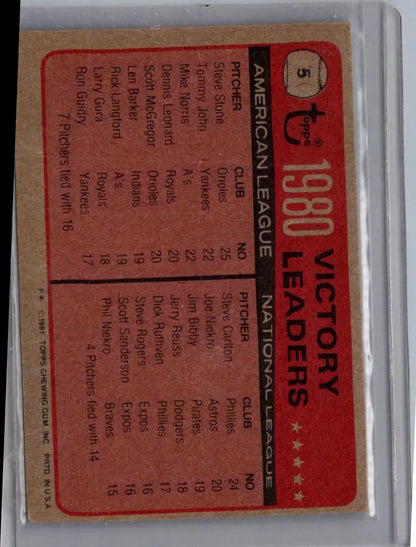 5
topps®
1980 VICTORY LEADERS
AMERICAN LEAGUE
PITCHER CLUB NO
Steve Stone Orioles 25
Tommy John Yankees 22
Mike Norris A's 22
Dennis Leonard Royals 20
Scott McGregor Orioles 20
Len Barker Indians 19
Rick Langford A's 19
Larry Gura Royals 18
Ron Guidry Yankees 17
7 Pitchers tied with 16
NATIONAL LEAGUE
PITCHER CLUB NO
Steve Carlton Phillies 24
Joe Niekro Astros 20
Jim Bibby Pirates 19
Jerry Reuss Dodgers 18
Dick Ruthven Phillies 17
Steve Rogers Expos 16
Scott Sanderson Expos 16
Phil Niekro Braves 15
4 Pitchers tied with 14
F* ©1981 TOPPS CHEWING GUM, INC. PRTD. IN U.S.A